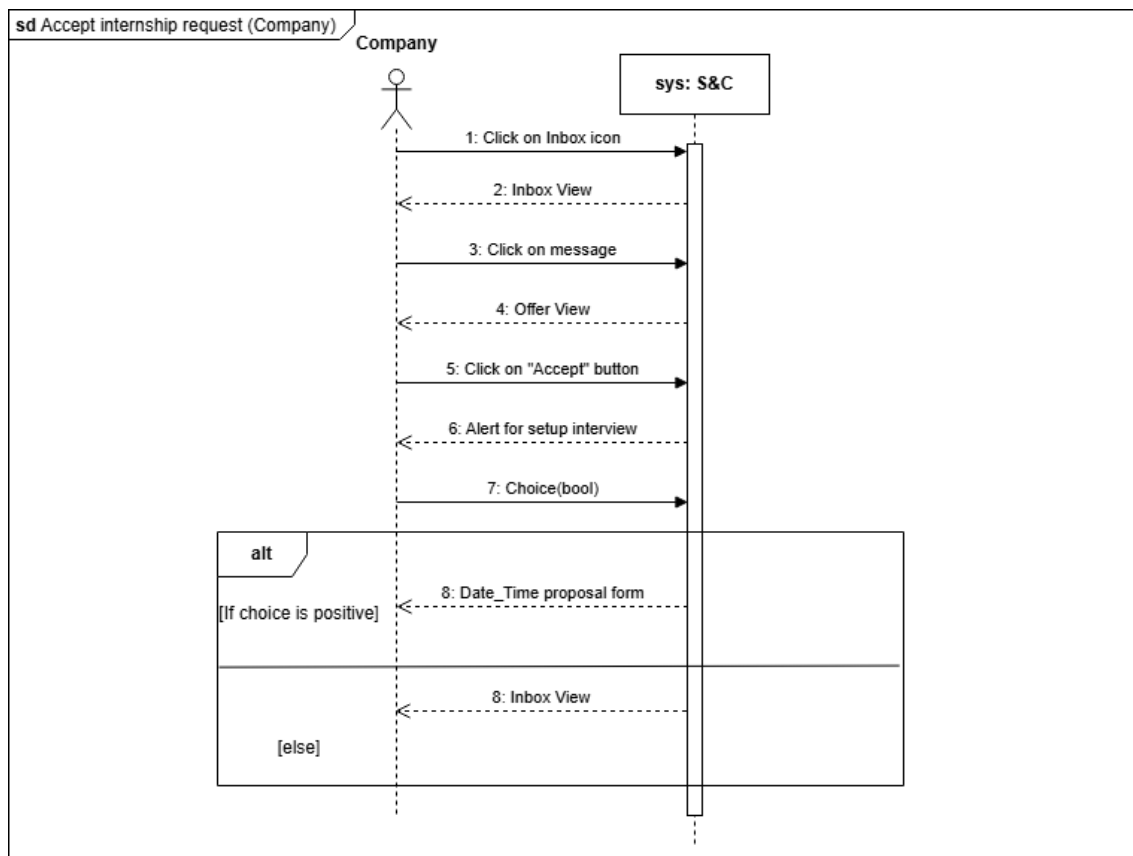 sd Accept internship request (Company)
Company
sys: S&C
1: Click on Inbox icon
2: Inbox View
3: Click on message
4: Offer View
5: Click on "Accept" button
6: Alert for setup interview
7: Choice(bool)
alt
8: Date_Time proposal form
[If choice is positive]
8: Inbox View
[else]